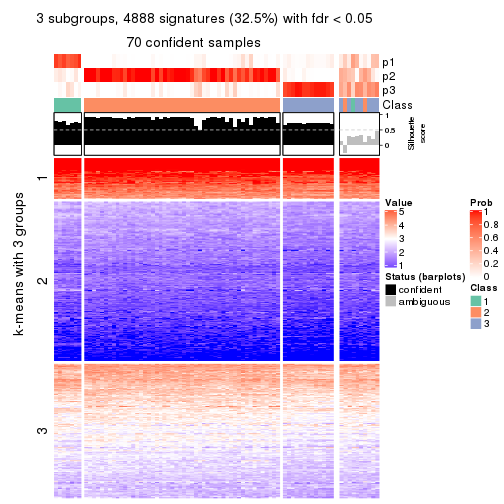 3 subgroups, 4888 signatures (32.5%) with fdr < 0.05
70 confident samples
p1
p2
p3
Class
1
0.5
0
Silhouette
score
k-means with 3 groups
1
2
3
Value
5
4
3
2
1
Status (barplots)
confident
ambiguous
Prob
1
0.8
0.6
0.4
0.2
0
Class
1
2
3